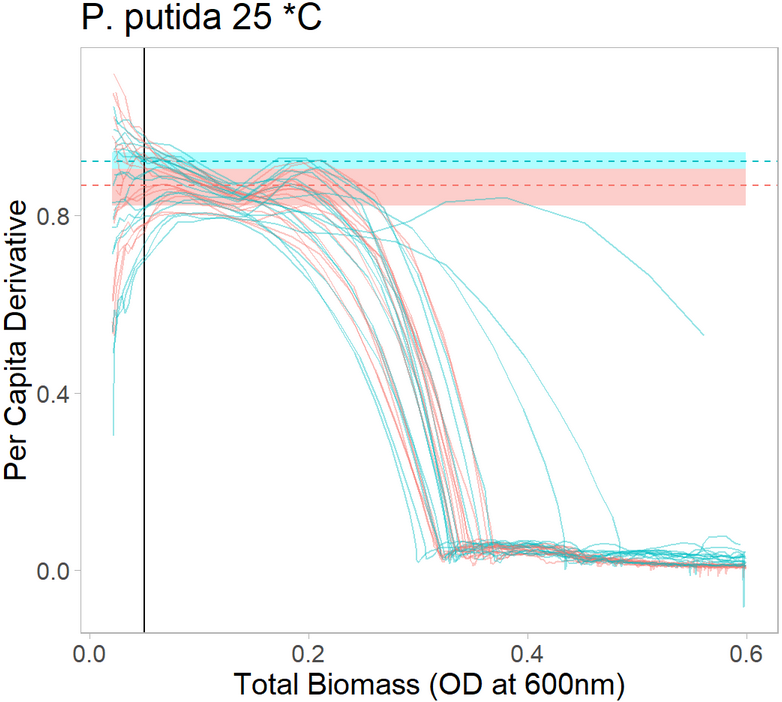 P. putida 25 *C
Per Capita Derivative
0.8
0.4
0.0
0.0 0.2 0.4 0.6
Total Biomass (OD at 600nm)